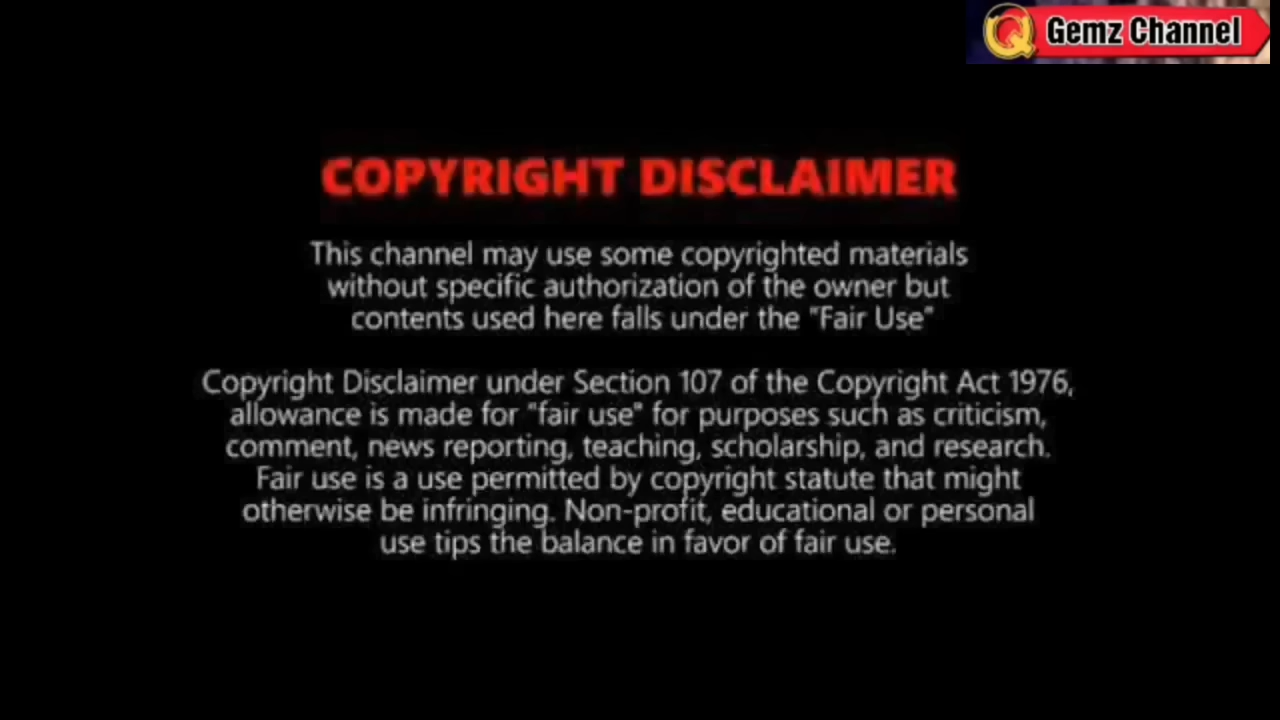 Gemz Channel
COPYRIGHT DISCLAIMER
This channel may use some copyrighted materials
without specific authorization of the owner but
contents used here falls under the "Fair Use"
Copyright Disclaimer under Section 107 of the Copyright Act 1976,
allowance is made for "fair use" for purposes such as criticism,
comment, news reporting, teaching, scholarship, and research.
Fair use is a use permitted by copyright statute that might
otherwise be infringing. Non-profit, educational or personal
use tips the balance in favor of fair use.